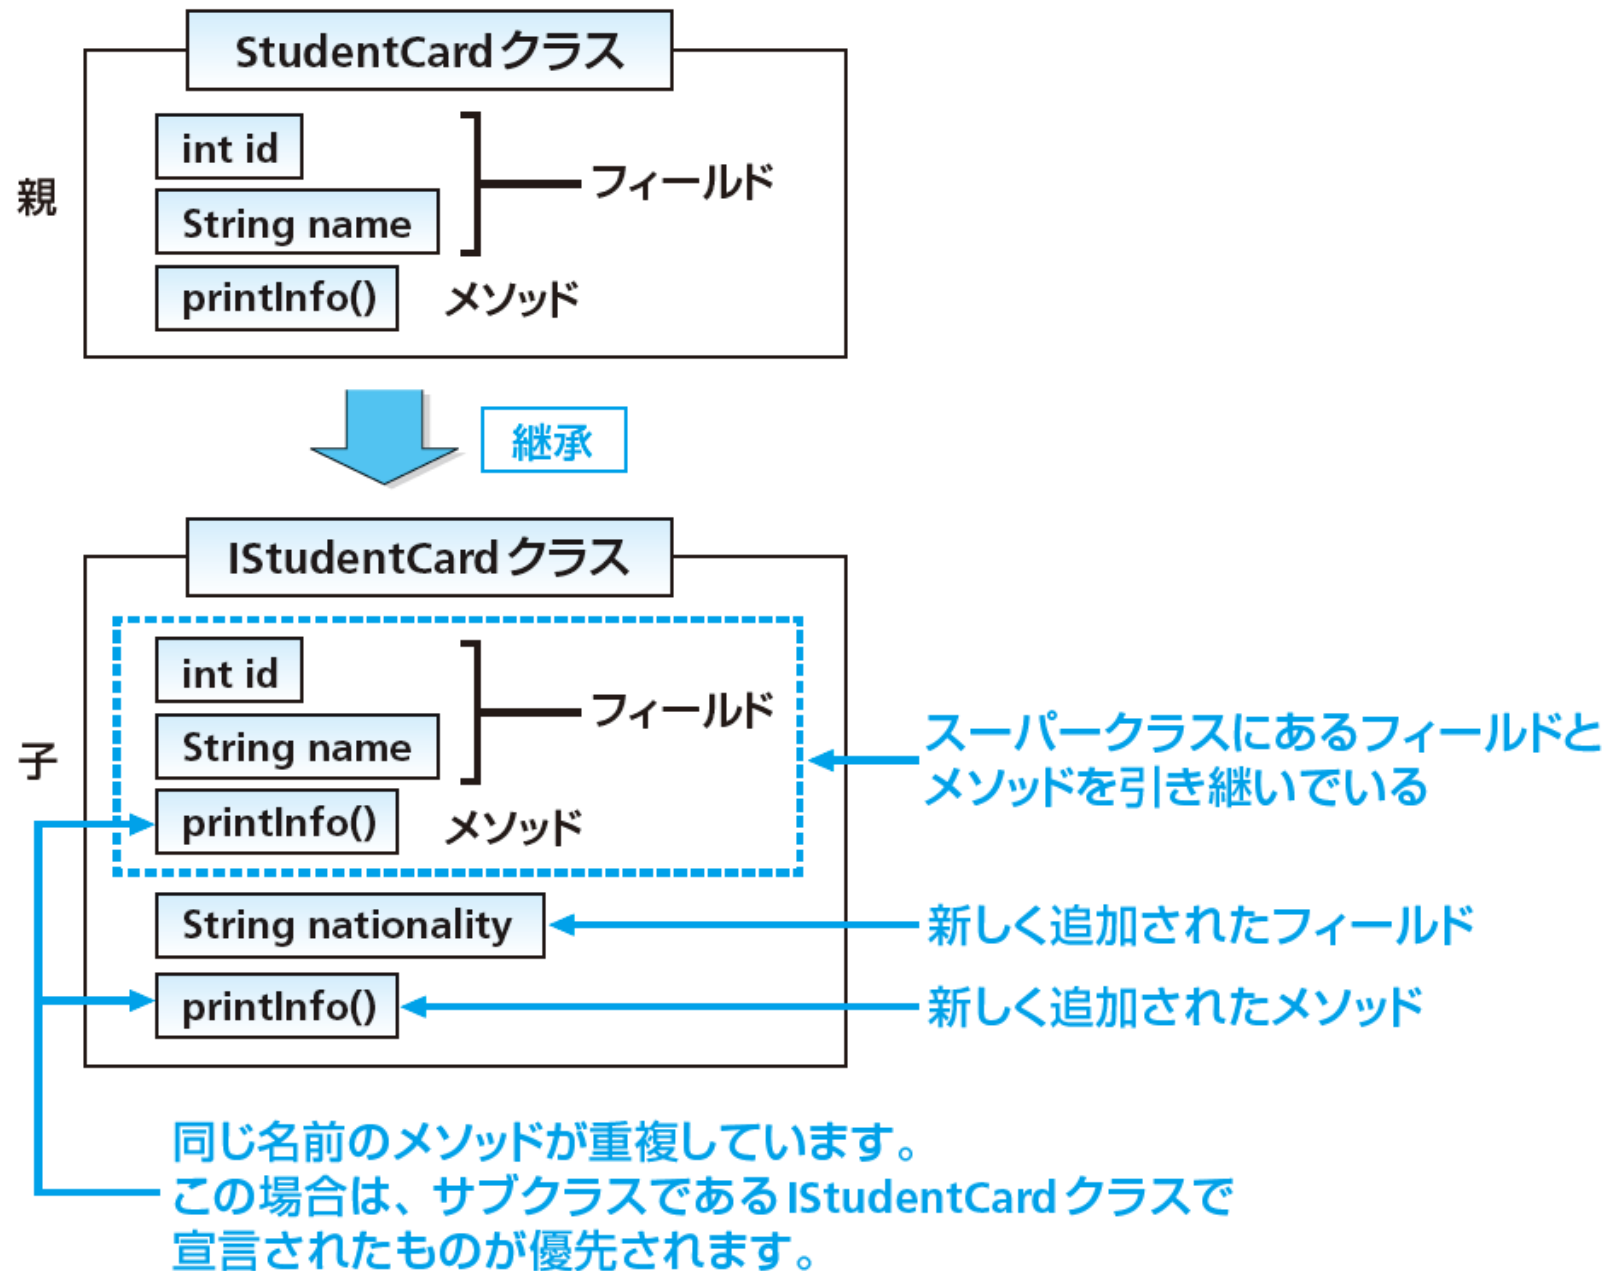 StudentCardクラス
int id
String name
フィールド
親
printInfo()
メソッド
継承
IStudentCardクラス
int id
String name
フィールド
スーパークラスにあるフィールドと
メソッドを引き継いでいる
子
printInfo()
メソッド
String nationality
新しく追加されたフィールド
printInfo()
新しく追加されたメソッド
同じ名前のメソッドが重複しています。
この場合は、サブクラスであるIStudentCardクラスで
宣言されたものが優先されます。